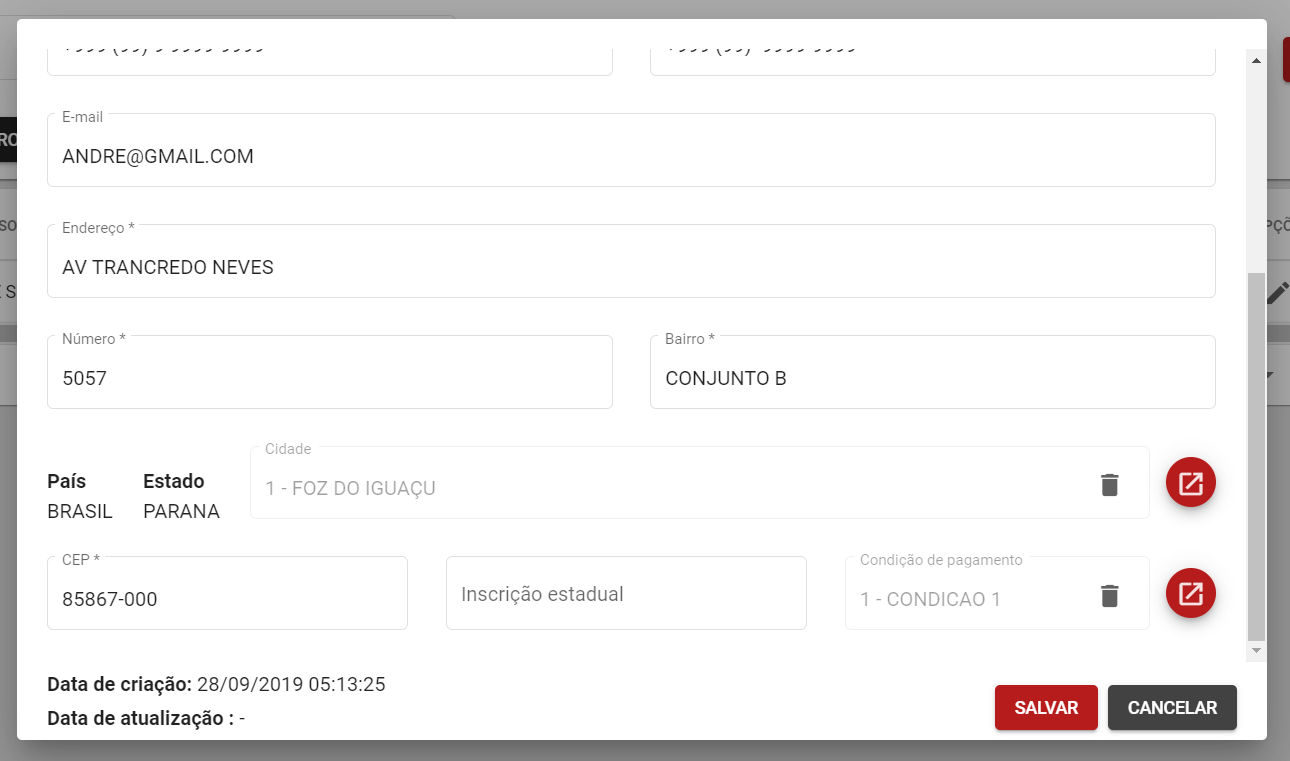 E-mail
ANDRE@GMAIL.COM
Endereço *
AV TRANCREDO NEVES
Número *
5057
Bairro *
CONJUNTO B
País
BRASIL
Estado
PARANA
Cidade
1 - FOZ DO IGUAÇU
CEP *
85867-000
Inscrição estadual
Condição de pagamento
1 - CONDICAO 1
Data de criação: 28/09/2019 05:13:25
Data de atualização : -
SALVAR
CANCELAR